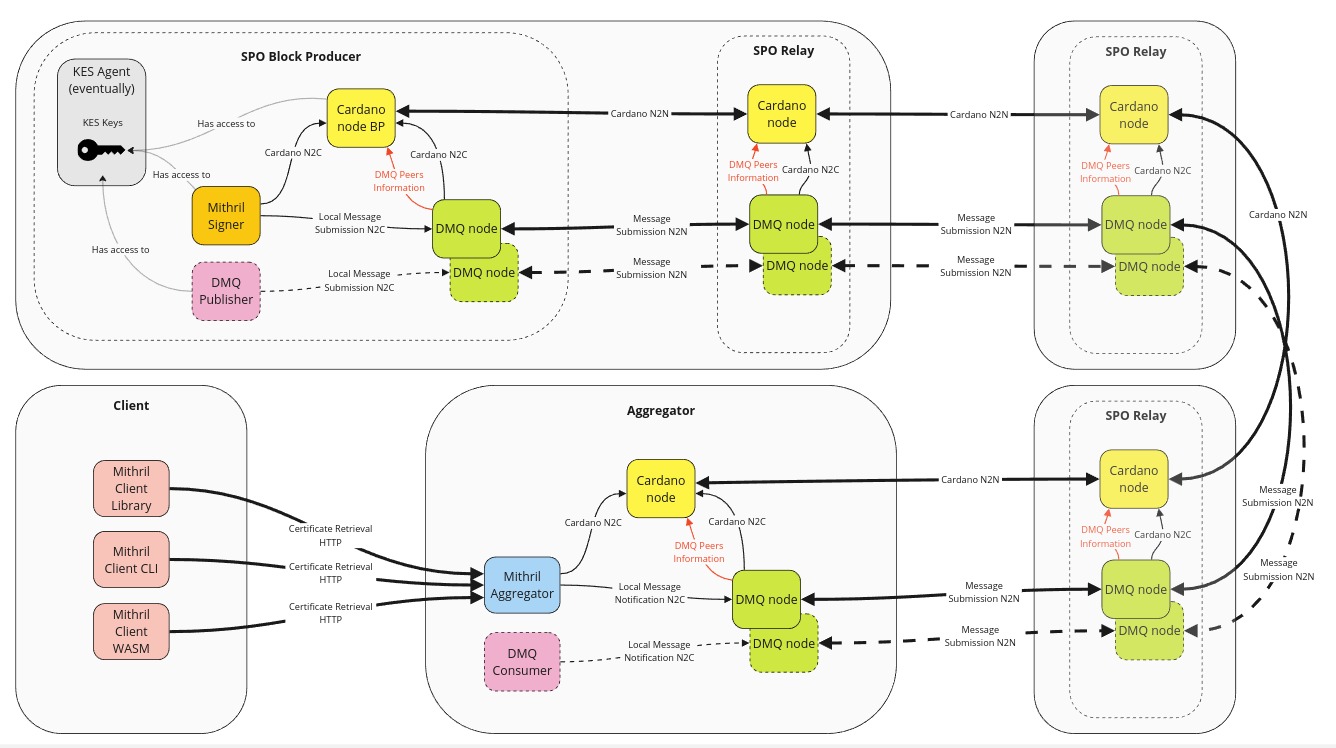 SPO Block Producer
KES Agent
(eventually)
KES Keys
Has access to
Has access to
Has access to
Cardano
node BP
Cardano N2C
Cardano N2C
DMQ Peers
Information
Mithril
Signer
Local Message
Submission N2C
DMQ node
DMQ
Publisher
Local Message
Submission N2C
DMQ node
Cardano N2N
Message
Submission N2N
Message
Submission N2N
SPO Relay
Cardano
node
DMQ Peers
Information
Cardano N2C
DMQ node
DMQ node
Cardano N2N
Message
Submission N2N
Message
Submission N2N
SPO Relay
Cardano
node
DMQ Peers
Information
Cardano N2C
DMQ node
DMQ node
Cardano N2N
Client
Mithril
Client
Library
Mithril
Client CLI
Mithril
Client
WASM
Certificate Retrieval
HTTP
Certificate Retrieval
HTTP
Certificate Retrieval
HTTP
Aggregator
Cardano
node
Cardano N2C
Cardano N2C
DMQ Peers
Information
Mithril
Aggregator
Local Message
Notification N2C
DMQ node
DMQ
Consumer
Local Message
Notification N2C
DMQ node
Cardano N2N
Message
Submission N2N
Message
Submission N2N
SPO Relay
Cardano
node
DMQ Peers
Information
Cardano N2C
DMQ node
DMQ node
Message
Submission N2N
Message
Submission N2N